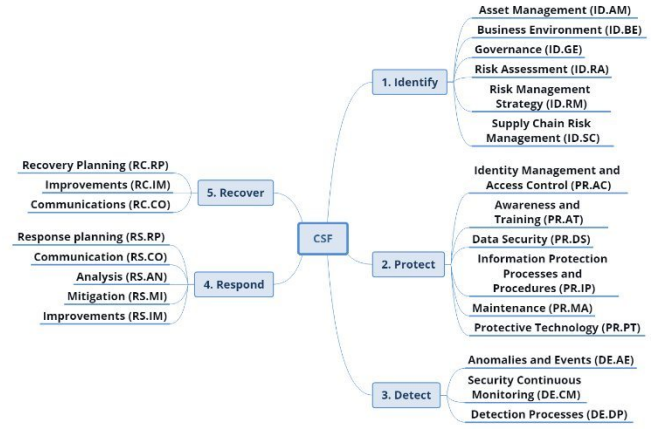 CSF
1. Identify
Asset Management (ID.AM)
Business Environment (ID.BE)
Governance (ID.GE)
Risk Assessment (ID.RA)
Risk Management
Strategy (ID.RM)
Supply Chain Risk
Management (ID.SC)
2. Protect
Identity Management and
Access Control (PR.AC)
Awareness and
Training (PR.AT)
Data Security (PR.DS)
Information Protection
Processes and
Procedures (PR.IP)
Maintenance (PR.MA)
Protective Technology (PR.PT)
3. Detect
Anomalies and Events (DE.AE)
Security Continuous
Monitoring (DE.CM)
Detection Processes (DE.DP)
4. Respond
Response planning (RS.RP)
Communication (RS.CO)
Analysis (RS.AN)
Mitigation (RS.MI)
Improvements (RS.IM)
5. Recover
Recovery Planning (RC.RP)
Improvements (RC.IM)
Communications (RC.CO)